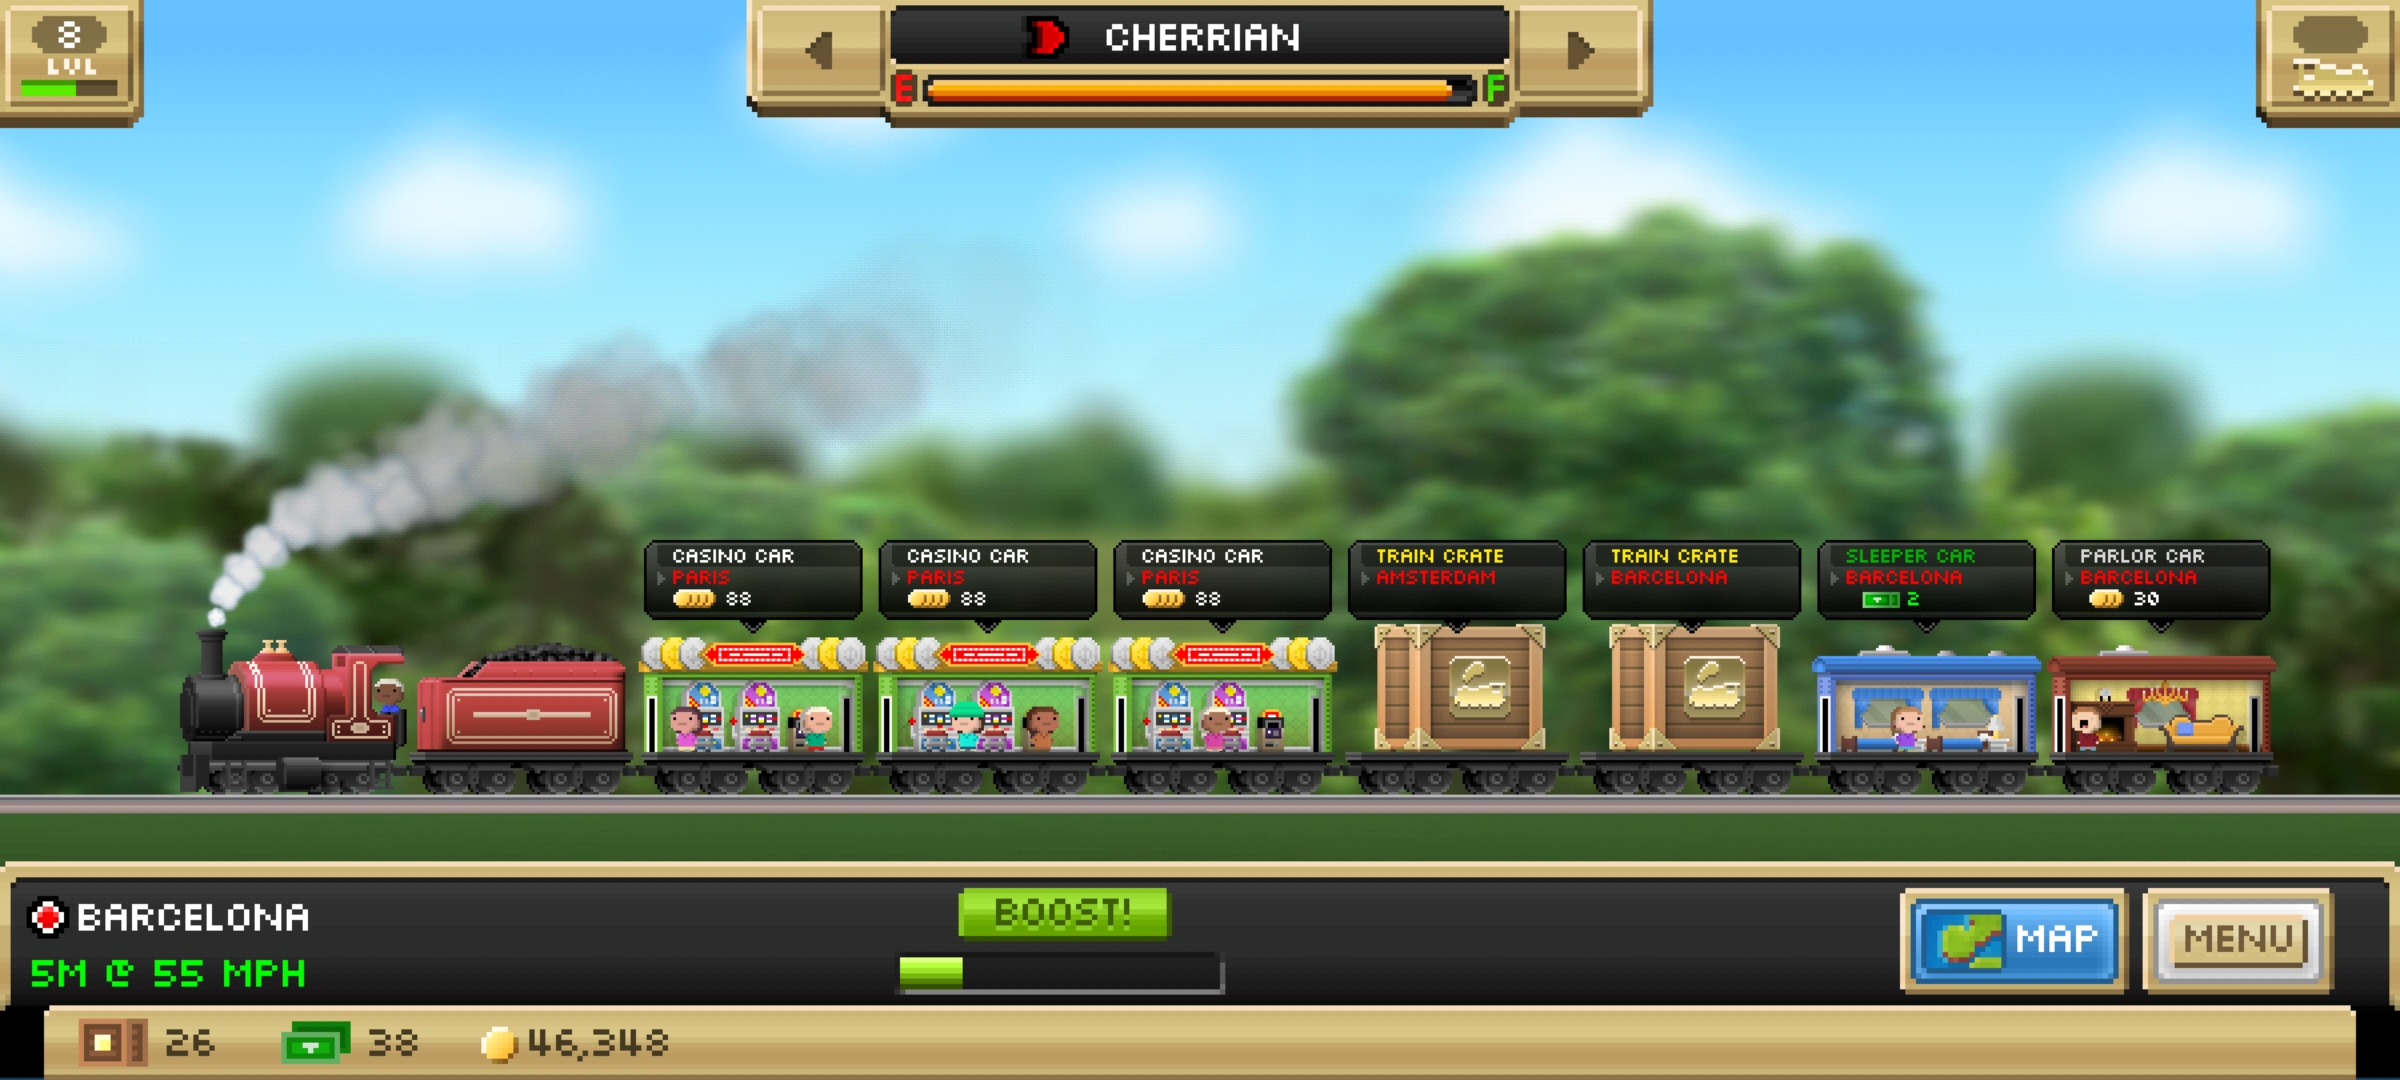 8
LVL
CHERRIAN
E
F
CASINO CAR
PARIS
88
CASINO CAR
PARIS
88
CASINO CAR
PARIS
88
TRAIN CRATE
AMSTERDAM
TRAIN CRATE
BARCELONA
SLEEPER CAR
BARCELONA
2
PARLOR CAR
BARCELONA
30
BARCELONA
5M @ 55 MPH
BOOST!
MAP
MENU
26
38
46,348